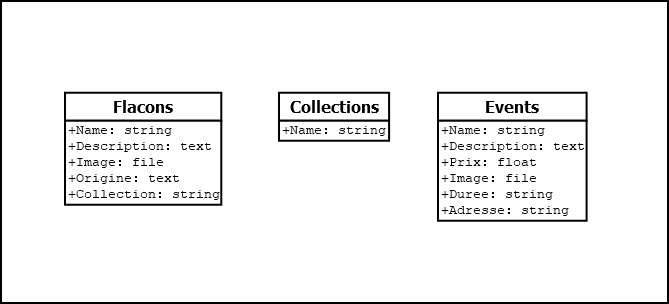 Flacons
+Name: string
+Description: text
+Image: file
+Origine: text
+Collection: string
Collections
+Name: string
Events
+Name: string
+Description: text
+Prix: float
+Image: file
+Duree: string
+Adresse: string